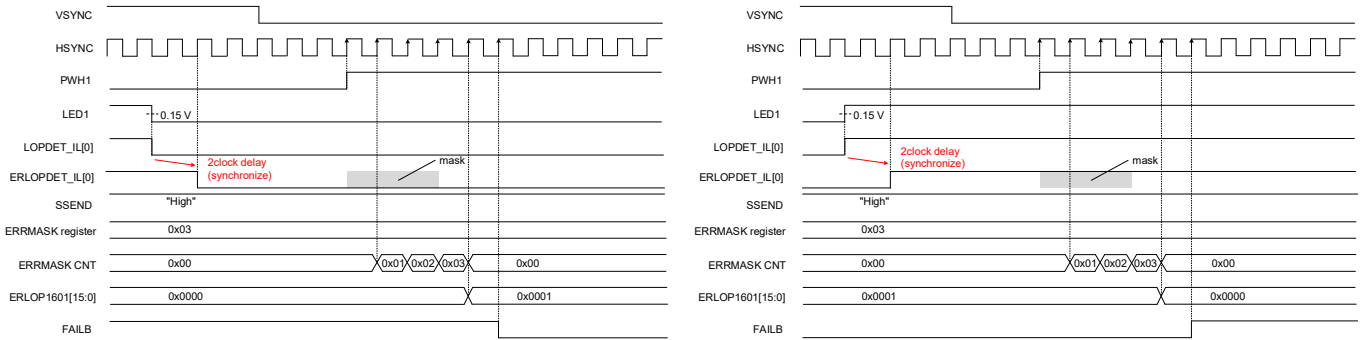 VSYNC
HSYNC
PWH1
LED1
0.15 V
LOPDET_IL[0]
2clock delay
(synchronize)
mask
ERLOPDET_IL[0]
SSEND
"High"
ERRMASK register
0x03
ERRMASK CNT
0x00
0x01
0x02
0x03
0x00
ERLOP1601[15:0]
0x0000
0x0001
FAILB
VSYNC
HSYNC
PWH1
LED1
0.15 V
LOPDET_IL[0]
2clock delay
(synchronize)
mask
ERLOPDET_IL[0]
SSEND
"High"
ERRMASK register
0x03
ERRMASK CNT
0x00
0x01
0x02
0x03
0x00
ERLOP1601[15:0]
0x0001
0x0000
FAILB